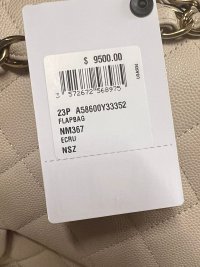 $ 9500.00
3 572672 568975
23P A58600Y33352
FLAPBAG
NM367
ECRU
NSZ